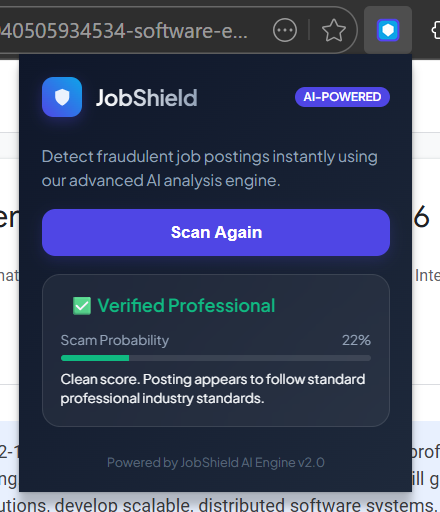 40505934534-software-e...
JobShield
AI-POWERED
Detect fraudulent job postings instantly using
our advanced AI analysis engine.
Scan Again
Verified Professional
Scam Probability 22%
Clean score. Posting appears to follow standard
professional industry standards.
Powered by JobShield AI Engine v2.0
utions, develop scalable, distributed software systems.